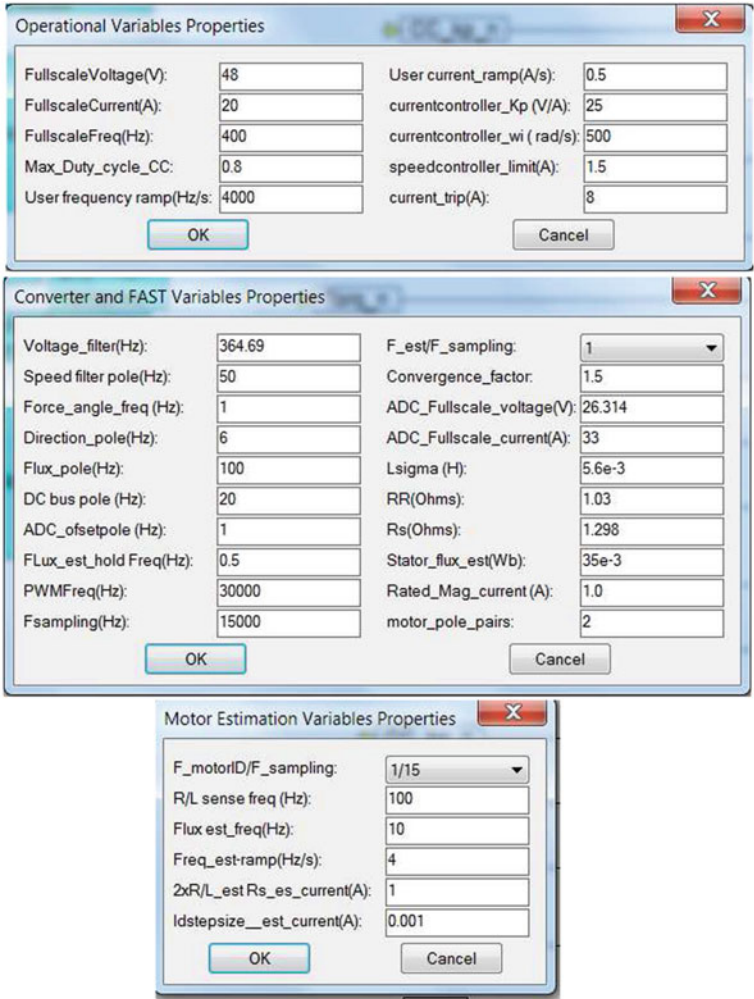 Operational Variables Properties
FullscaleVoltage(V): 48 User current_ramp(A/s): 0.5
FullscaleCurrent(A): 20 currentcontroller_Kp (V/A): 25
FullscaleFreq(Hz): 400 currentcontroller_wi ( rad/s): 500
Max_Duty_cycle_CC: 0.8 speedcontroller_limit(A): 1.5
User frequency ramp(Hz/s: 4000 current_trip(A): 8
OK Cancel
Converter and FAST Variables Properties
Voltage_filter(Hz): 364.69 F_est/F_sampling: 1
Speed filter pole(Hz): 50 Convergence_factor: 1.5
Force_angle_freq (Hz): 1 ADC_Fullscale_voltage(V): 26.314
Direction_pole(Hz): 6 ADC_Fullscale_current(A): 33
Flux_pole(Hz): 100 Lsigma (H): 5.6e-3
DC bus pole (Hz): 20 RR(Ohms): 1.03
ADC_ofsetpole (Hz): 1 Rs(Ohms): 1.298
FLux_est_hold Freq(Hz): 0.5 Stator_flux_est(Wb): 35e-3
PWMFreq(Hz): 30000 Rated_Mag_current (A): 1.0
Fsampling(Hz): 15000 motor_pole_pairs: 2
OK Cancel
Motor Estimation Variables Properties
F_motorID/F_sampling: 1/15
R/L sense freq (Hz): 100
Flux est_freq(Hz): 10
Freq_est-ramp(Hz/s): 4
2xR/L_est Rs_es_current(A): 1
Idstepsize__est_current(A): 0.001
OK Cancel